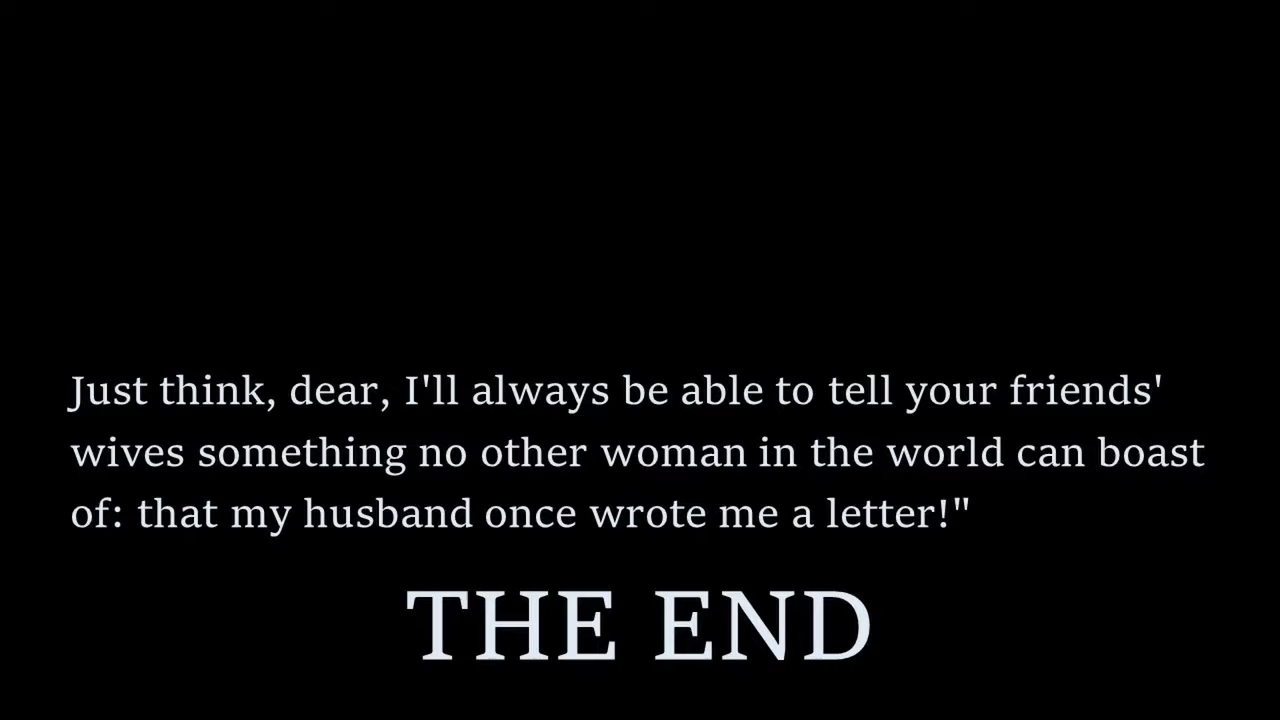 Just think, dear, I'll always be able to tell your friends'
wives something no other woman in the world can boast
of: that my husband once wrote me a letter!"
THE END